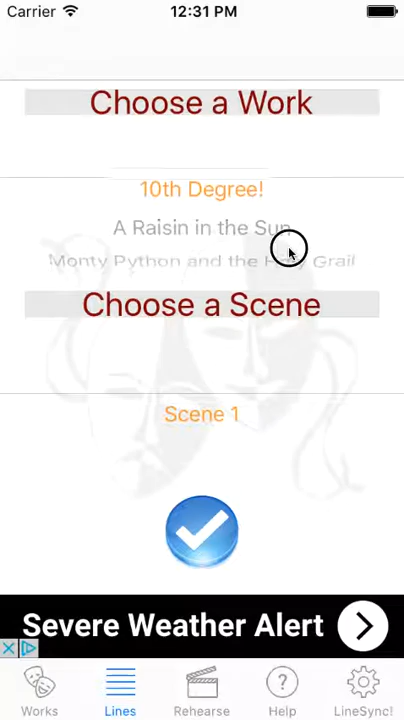 Carrier 12:31 PM
Choose a Work
10th Degree!
A Raisin in the Sun
Monty Python and the Holy Grail
Choose a Scene
Scene 1
Severe Weather Alert
Works Lines Rehearse Help LineSync!